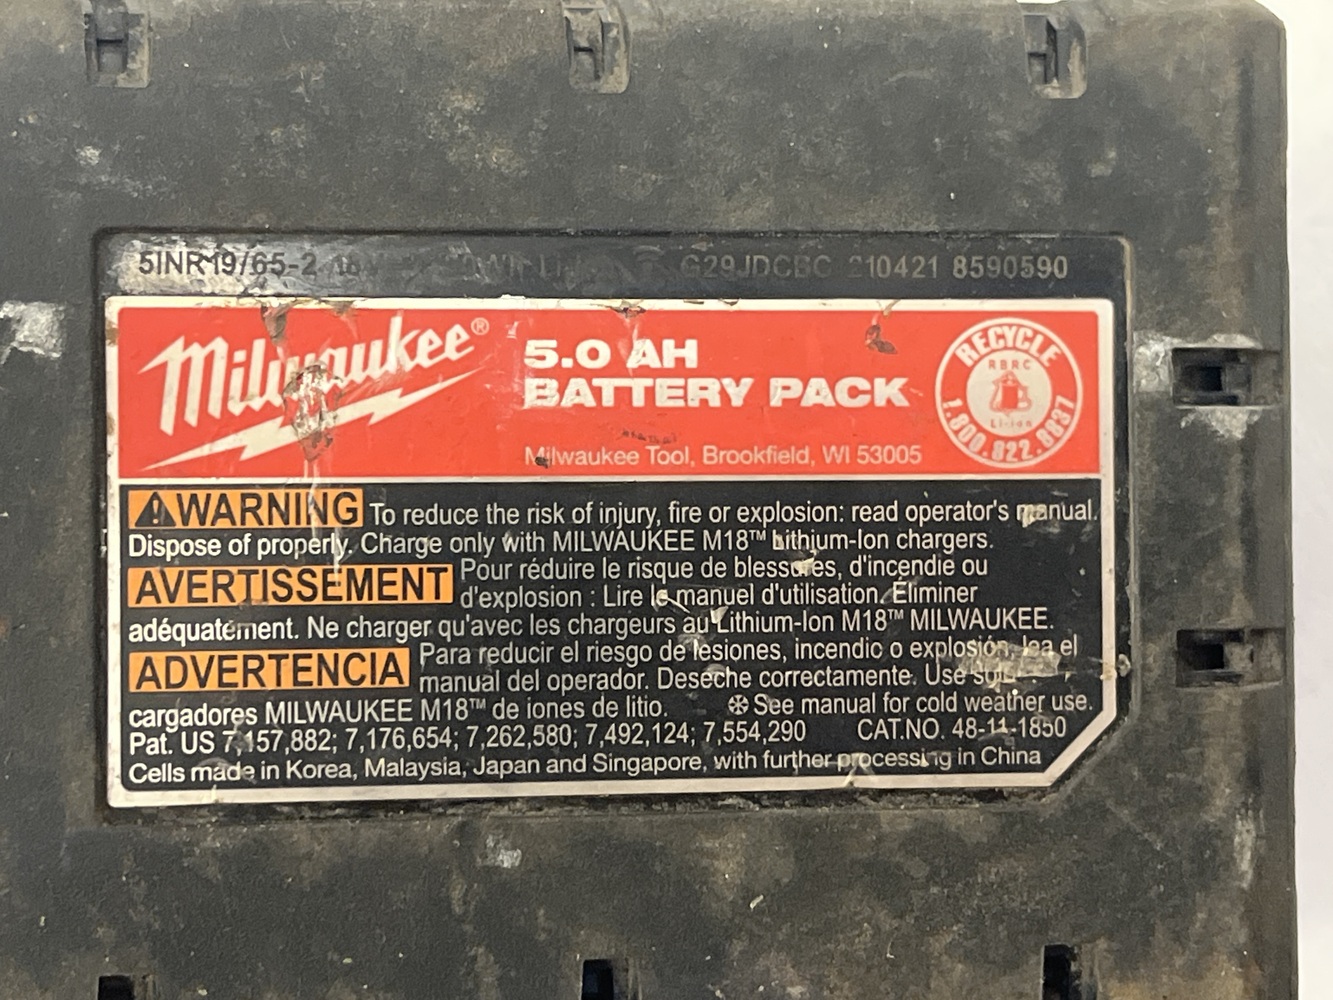 5INR19/65-2 G29JDCBC 210421 8590590
Milwaukee®
5.0 AH
BATTERY PACK
Milwaukee Tool, Brookfield, WI 53005
RECYCLE
RBRC
Li-ion
1.800.822.8837
⚠WARNING To reduce the risk of injury, fire or explosion: read operator's manual.
Dispose of properly. Charge only with MILWAUKEE M18™ Lithium-Ion chargers.
AVERTISSEMENT Pour réduire le risque de blessures, d'incendie ou
d'explosion : Lire le manuel d'utilisation. Éliminer
adéquatement. Ne charger qu'avec les chargeurs au Lithium-Ion M18™ MILWAUKEE.
ADVERTENCIA Para reducir el riesgo de lesiones, incendio o explosión, lea el
manual del operador. Deseche correctamente. Use
cargadores MILWAUKEE M18™ de iones de litio. ❄See manual for cold weather use.
Pat. US 7,157,882; 7,176,654; 7,262,580; 7,492,124; 7,554,290 CAT.NO. 48-11-1850
Cells made in Korea, Malaysia, Japan and Singapore, with further processing in China